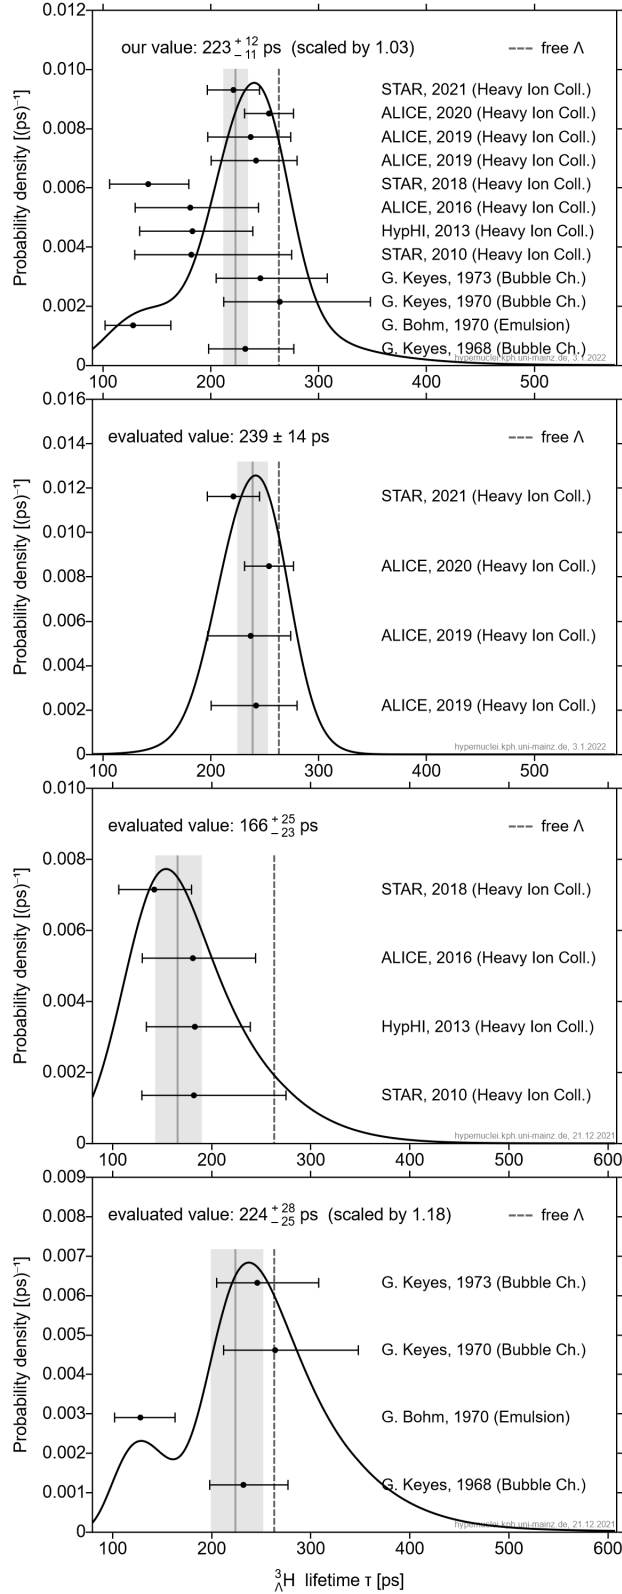 0.012
our value: 223 +12 −11 ps (scaled by 1.03)
free Λ
0.010
STAR, 2021 (Heavy Ion Coll.)
ALICE, 2020 (Heavy Ion Coll.)
0.008
ALICE, 2019 (Heavy Ion Coll.)
ALICE, 2019 (Heavy Ion Coll.)
0.006
STAR, 2018 (Heavy Ion Coll.)
ALICE, 2016 (Heavy Ion Coll.)
HypHI, 2013 (Heavy Ion Coll.)
0.004
STAR, 2010 (Heavy Ion Coll.)
G. Keyes, 1973 (Bubble Ch.)
0.002
G. Keyes, 1970 (Bubble Ch.)
G. Bohm, 1970 (Emulsion)
G. Keyes, 1968 (Bubble Ch.)
hypernuclei.kph.uni-mainz.de, 3.1.2022
0
Probability density [(ps)⁻¹]
100 200 300 400 500
0.016
0.014
evaluated value: 239 ± 14 ps
free Λ
0.012
STAR, 2021 (Heavy Ion Coll.)
0.010
ALICE, 2020 (Heavy Ion Coll.)
0.008
0.006
ALICE, 2019 (Heavy Ion Coll.)
0.004
0.002
ALICE, 2019 (Heavy Ion Coll.)
hypernuclei.kph.uni-mainz.de, 3.1.2022
0
Probability density [(ps)⁻¹]
100 200 300 400 500
0.010
evaluated value: 166 +25 −23 ps
free Λ
0.008
STAR, 2018 (Heavy Ion Coll.)
0.006
ALICE, 2016 (Heavy Ion Coll.)
0.004
HypHI, 2013 (Heavy Ion Coll.)
0.002
STAR, 2010 (Heavy Ion Coll.)
hypernuclei.kph.uni-mainz.de, 21.12.2021
0
Probability density [(ps)⁻¹]
100 200 300 400 500 600
0.009
0.008
evaluated value: 224 +28 −25 ps (scaled by 1.18)
free Λ
0.007
G. Keyes, 1973 (Bubble Ch.)
0.006
0.005
G. Keyes, 1970 (Bubble Ch.)
0.004
0.003
G. Bohm, 1970 (Emulsion)
0.002
G. Keyes, 1968 (Bubble Ch.)
0.001
hypernuclei.kph.uni-mainz.de, 21.12.2021
0
Probability density [(ps)⁻¹]
100 200 300 400 500 600
³ΛH lifetime τ [ps]